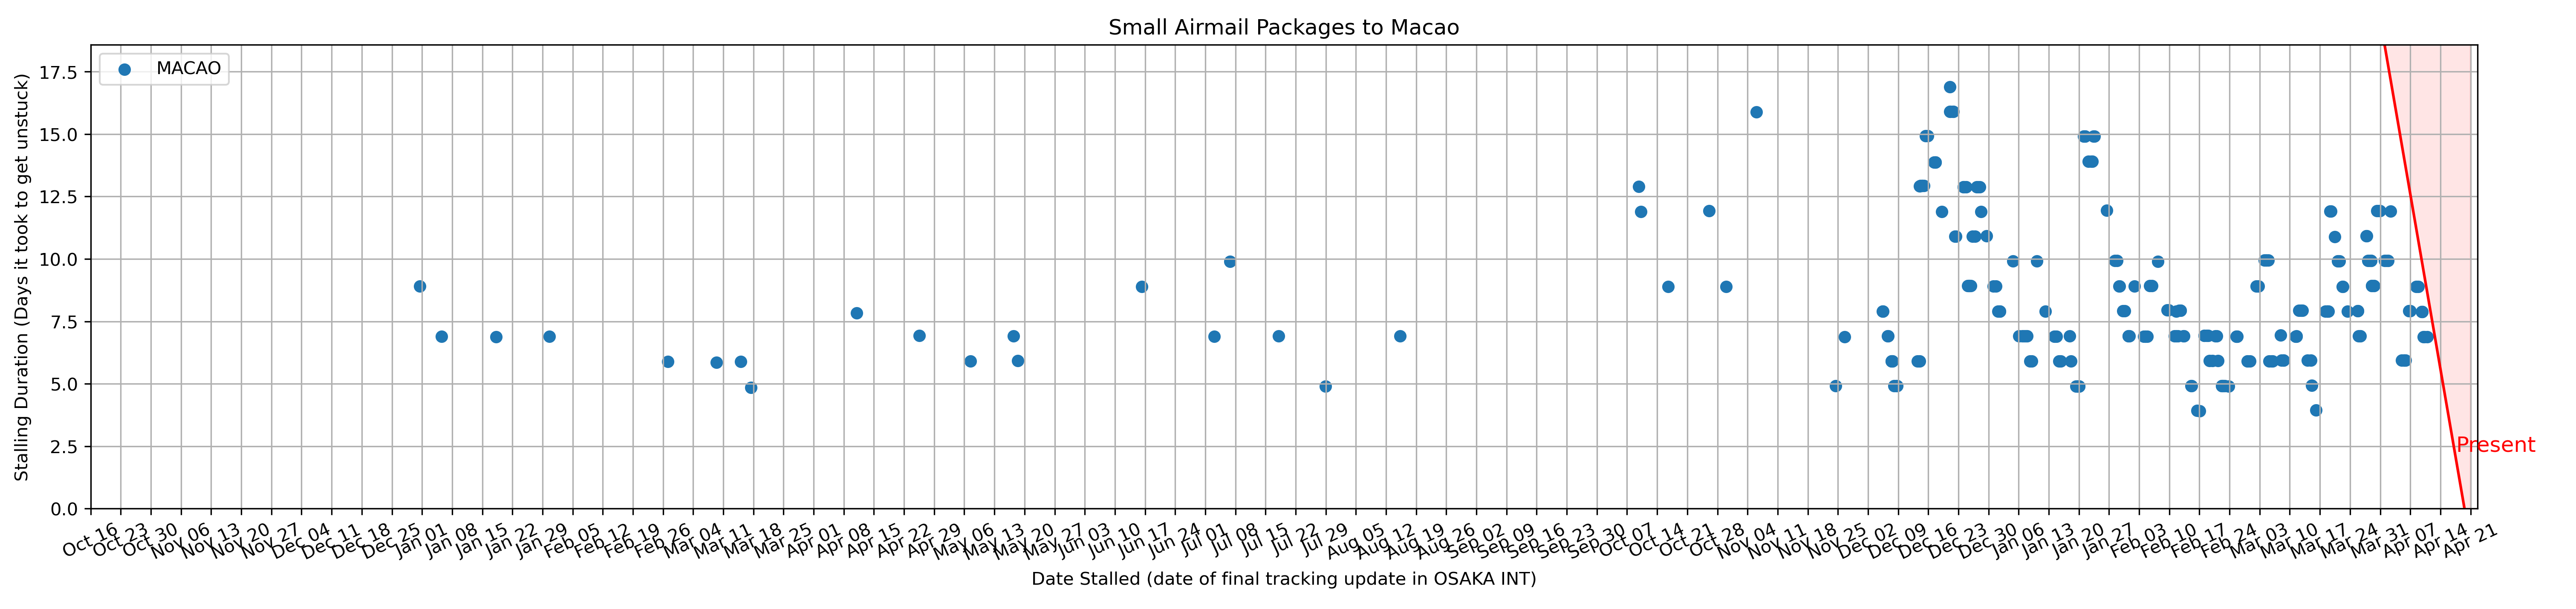 Small Airmail Packages to Macao
MACAO
Stalling Duration (Days it took to get unstuck)
17.5
15.0
12.5
10.0
7.5
5.0
2.5
0.0
Present
Oct 16
Oct 23
Oct 30
Nov 06
Nov 13
Nov 20
Nov 27
Dec 04
Dec 11
Dec 18
Dec 25
Jan 01
Jan 08
Jan 15
Jan 22
Jan 29
Feb 05
Feb 12
Feb 19
Feb 26
Mar 04
Mar 11
Mar 18
Mar 25
Apr 01
Apr 08
Apr 15
Apr 22
Apr 29
May 06
May 13
May 20
May 27
Jun 03
Jun 10
Jun 17
Jun 24
Jul 01
Jul 08
Jul 15
Jul 22
Jul 29
Aug 05
Aug 12
Aug 19
Aug 26
Sep 02
Sep 09
Sep 16
Sep 23
Sep 30
Oct 07
Oct 14
Oct 21
Oct 28
Nov 04
Nov 11
Nov 18
Nov 25
Dec 02
Dec 09
Dec 16
Dec 23
Dec 30
Jan 06
Jan 13
Jan 20
Jan 27
Feb 03
Feb 10
Feb 17
Feb 24
Mar 03
Mar 10
Mar 17
Mar 24
Mar 31
Apr 07
Apr 14
Apr 21
Date Stalled (date of final tracking update in OSAKA INT)